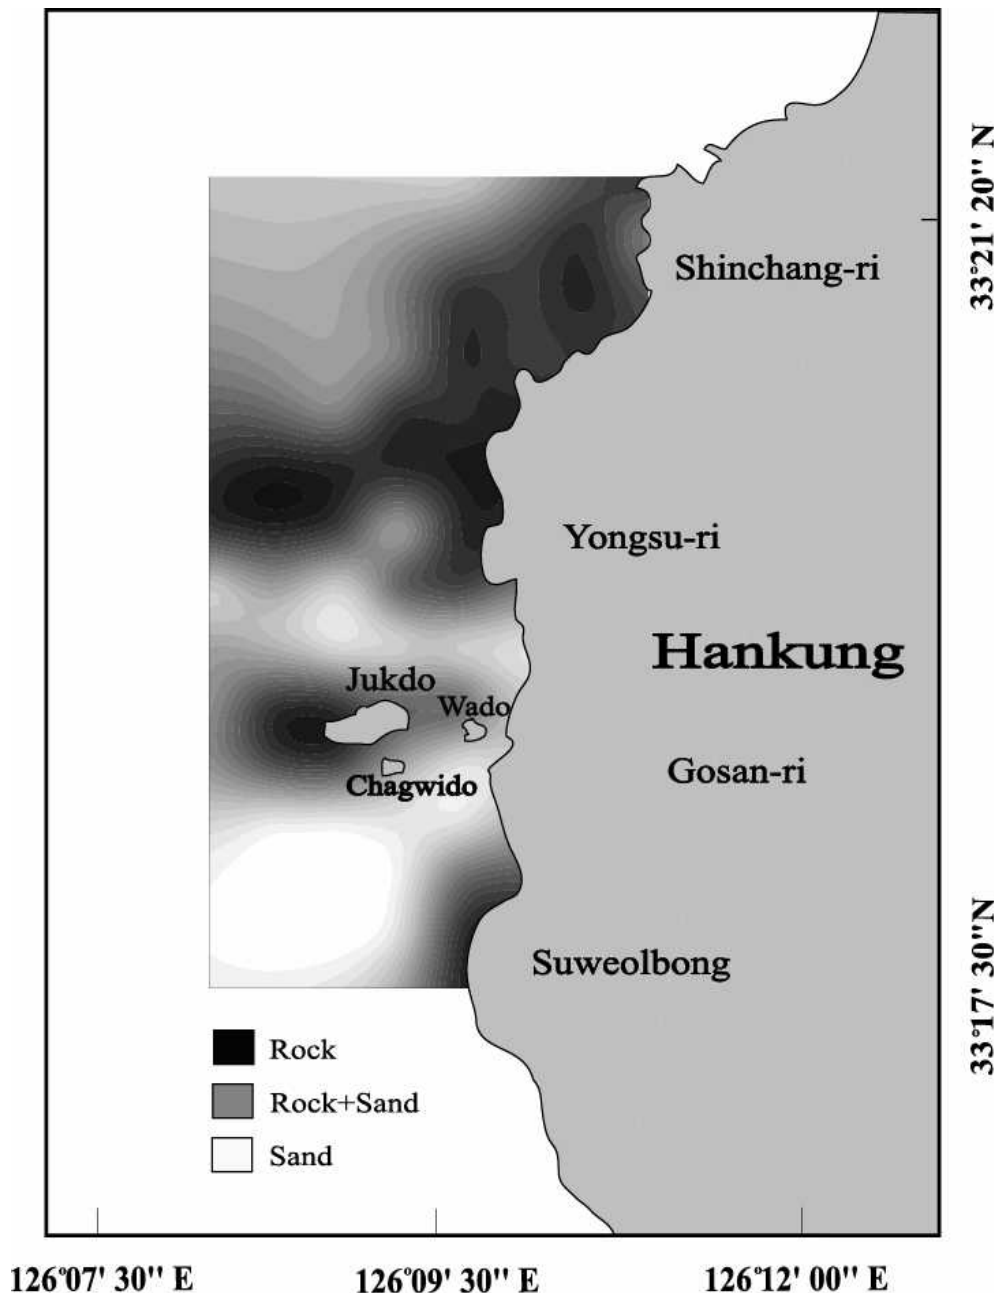 33°21' 20'' N
Shinchang-ri
Yongsu-ri
Hankung
Jukdo
Wado
Gosan-ri
Chagwido
Suweolbong
33°17' 30''N
Rock
Rock+Sand
Sand
126°07' 30'' E
126°09' 30'' E
126°12' 00'' E